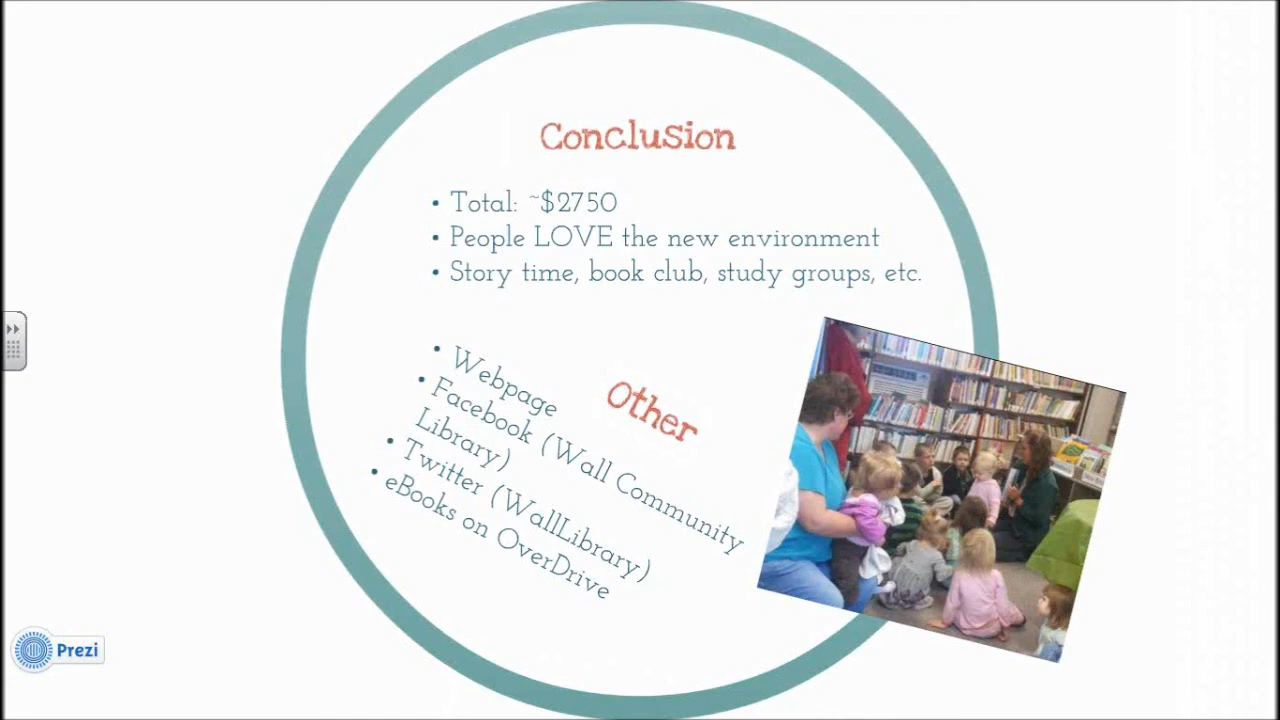 Conclusion
• Total: ~$2750
• People LOVE the new environment
• Story time, book club, study groups, etc.
Other
• Webpage
• Facebook (Wall Community
Library)
• Twitter (WallLibrary)
• eBooks on OverDrive
Prezi